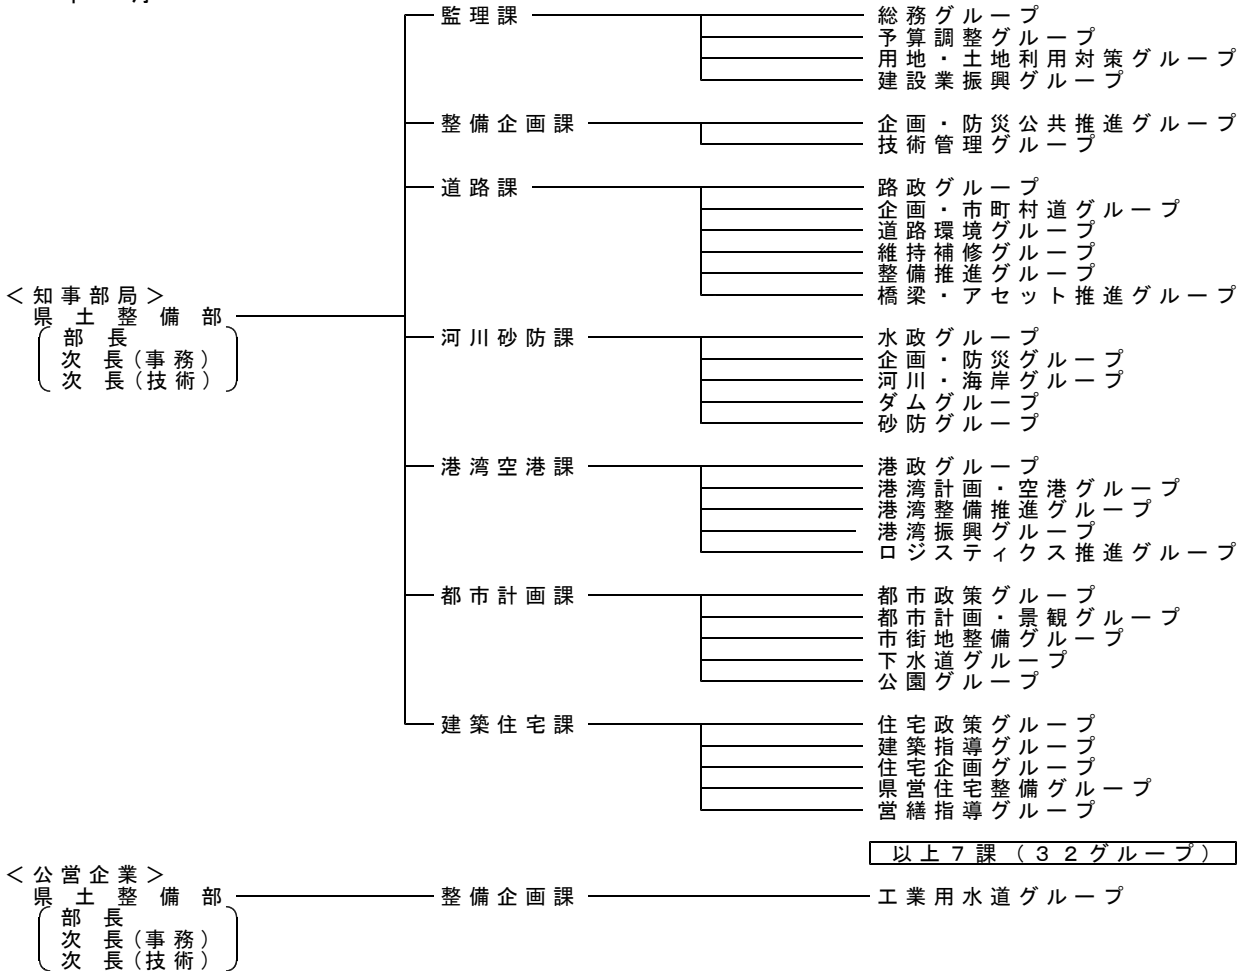 監理課 総務グループ
予算調整グループ
用地・土地利用対策グループ
建設業振興グループ
整備企画課 企画・防災公共推進グループ
技術管理グループ
道路課 路政グループ
企画・市町村道グループ
道路環境グループ
維持補修グループ
整備推進グループ
橋梁・アセット推進グループ
<知事部局>
県土整備部
部長
次長(事務)
次長(技術)
河川砂防課 水政グループ
企画・防災グループ
河川・海岸グループ
ダムグループ
砂防グループ
港湾空港課 港政グループ
港湾計画・空港グループ
港湾整備推進グループ
港湾振興グループ
ロジスティクス推進グループ
都市計画課 都市政策グループ
都市計画・景観グループ
市街地整備グループ
下水道グループ
公園グループ
建築住宅課 住宅政策グループ
建築指導グループ
住宅企画グループ
県営住宅整備グループ
営繕指導グループ
以上7課(32グループ)
<公営企業>
県土整備部 整備企画課 工業用水道グループ
部長
次長(事務)
次長(技術)